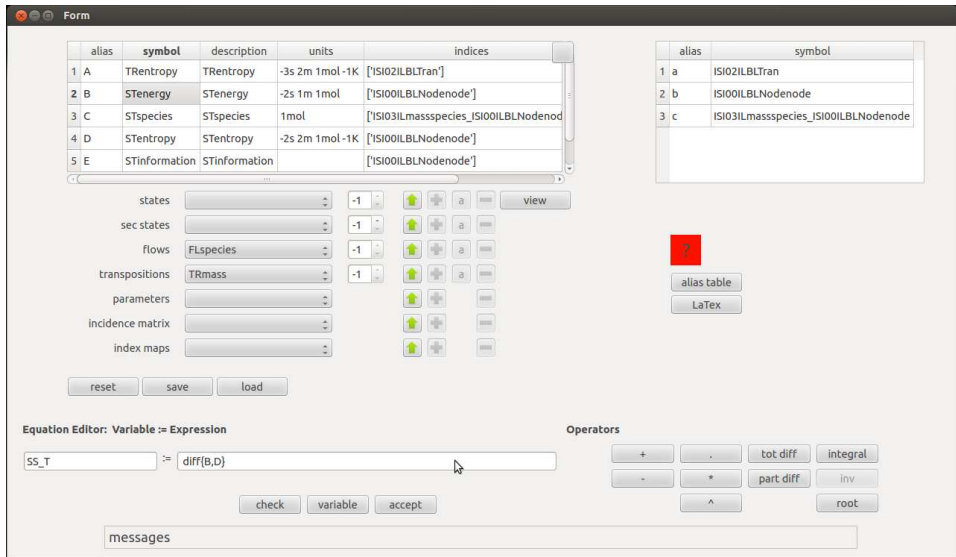 Form
alias symbol description units indices
1 A TRentropy TRentropy -3s 2m 1mol -1K ['ISI02ILBLTran']
2 B STenergy STenergy -2s 1m 1mol ['ISI00ILBLNodenode']
3 C STspecies STspecies 1mol ['ISI03ILmassspecies_ISI00ILBLNodenod
4 D STentropy STentropy -2s 2m 1mol -1K ['ISI00ILBLNodenode']
5 E STinformation STinformation ['ISI00ILBLNodenode']
alias symbol
1 a ISI02ILBLTran
2 b ISI00ILBLNodenode
3 c ISI03ILmassspecies_ISI00ILBLNodenode
states -1 a view
sec states -1 a
flows FLspecies -1 a
transpositions TRmass -1 a
parameters
incidence matrix
index maps
?
alias table
LaTex
reset save load
Equation Editor: Variable := Expression
SS_T := diff{B,D}
check variable accept
Operators
+ . tot diff integral
- * part diff inv
^ root
messages